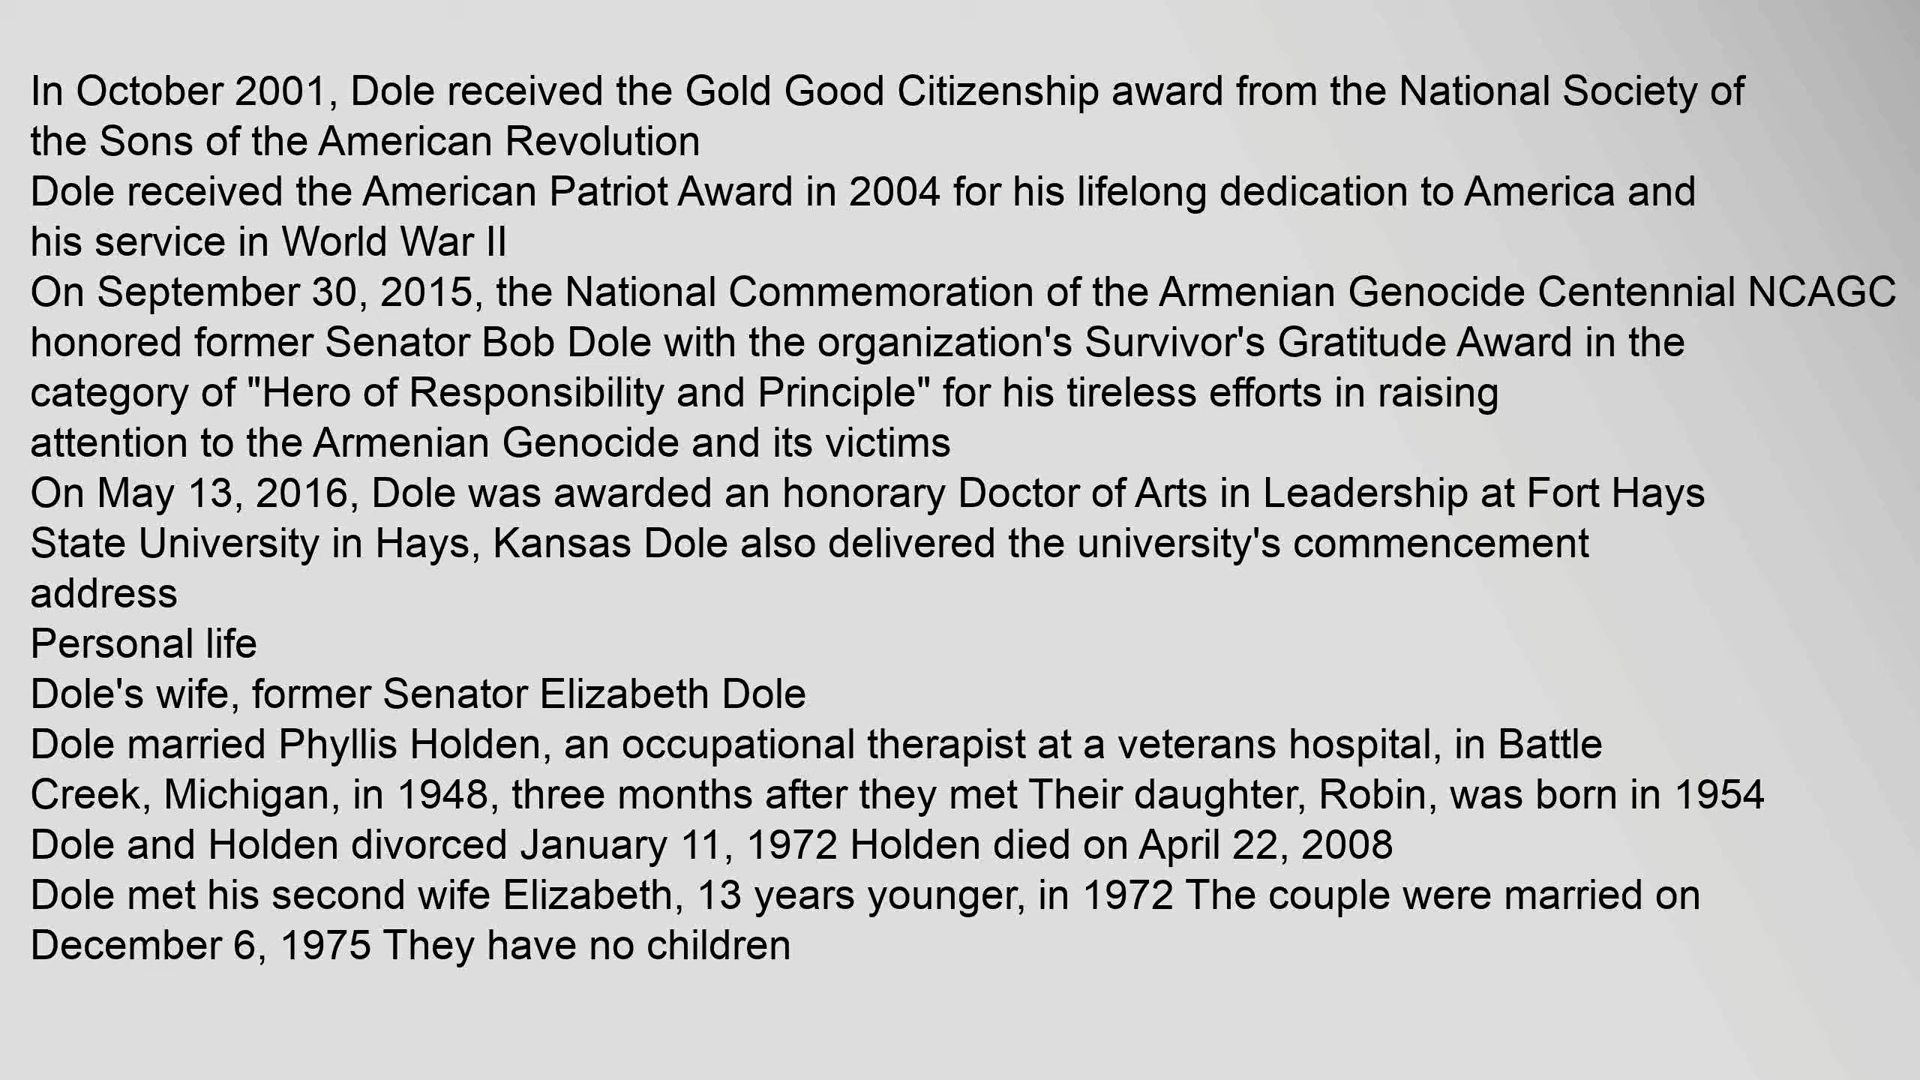 In October 2001, Dole received the Gold Good Citizenship award from the National Society of
the Sons of the American Revolution
Dole received the American Patriot Award in 2004 for his lifelong dedication to America and
his service in World War II
On September 30, 2015, the National Commemoration of the Armenian Genocide Centennial NCAGC
honored former Senator Bob Dole with the organization's Survivor's Gratitude Award in the
category of "Hero of Responsibility and Principle" for his tireless efforts in raising
attention to the Armenian Genocide and its victims
On May 13, 2016, Dole was awarded an honorary Doctor of Arts in Leadership at Fort Hays
State University in Hays, Kansas Dole also delivered the university's commencement
address
Personal life
Dole's wife, former Senator Elizabeth Dole
Dole married Phyllis Holden, an occupational therapist at a veterans hospital, in Battle
Creek, Michigan, in 1948, three months after they met Their daughter, Robin, was born in 1954
Dole and Holden divorced January 11, 1972 Holden died on April 22, 2008
Dole met his second wife Elizabeth, 13 years younger, in 1972 The couple were married on
December 6, 1975 They have no children